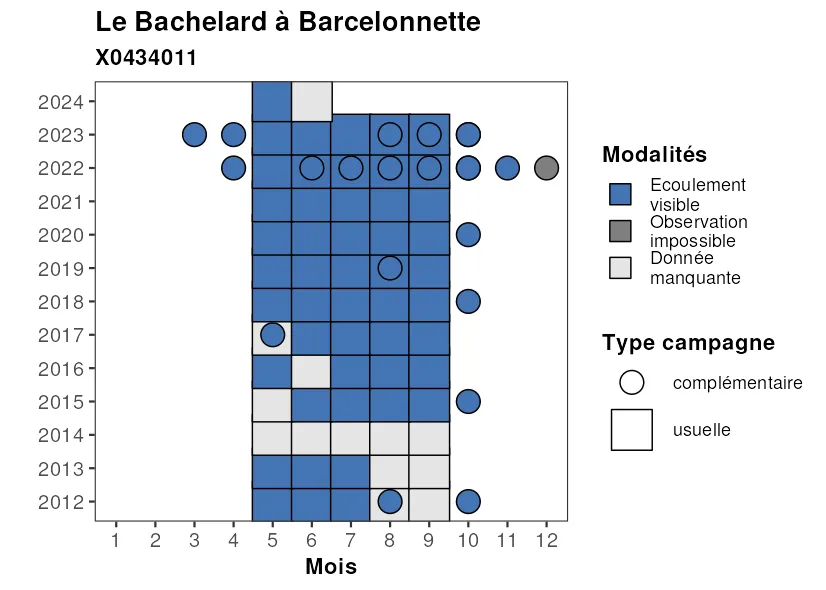 Le Bachelard à Barcelonnette
X0434011
2024
2023
2022
2021
2020
2019
2018
2017
2016
2015
2014
2013
2012
1 2 3 4 5 6 7 8 9 10 11 12
Mois
Modalités
Ecoulement
visible
Observation
impossible
Donnée
manquante
Type campagne
complémentaire
usuelle